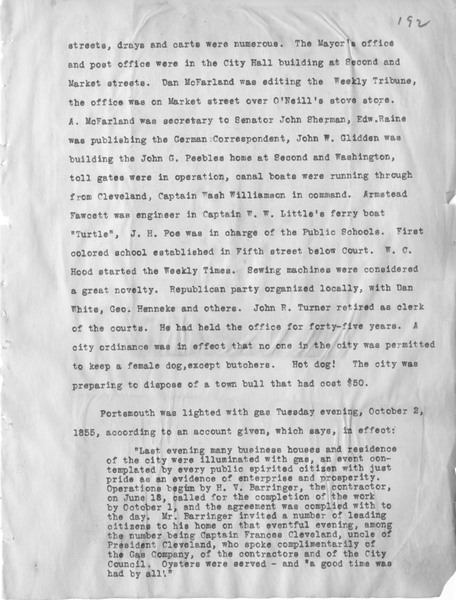 192
streets, drays and carts were numerous. The Mayor's office
and post office were in the City Hall building at Second and
Market streets. Dan McFarland was editing the Weekly Tribune,
the office was on Market street over O'Neill's stove store.
A. McFarland was secretary to Senator John Sherman, Edw.Raine
was publishing the German Correspondent, John W. Glidden was
building the John G. Peebles home at Second and Washington,
toll gates were in operation, canal boats were running through
from Cleveland, Captain Wash Williamson in command. Armstead
Fawcett was engineer in Captain W. W. Little's ferry boat
"Turtle", J. H. Poe was in charge of the Public Schools. First
colored school established in Fifth street below Court. W. C.
Hood started the Weekly Times. Sewing machines were considered
a great novelty. Republican party organized locally, with Dan
White, Geo. Henneke and others. John R. Turner retired as clerk
of the courts. He had held the office for forty-five years. A
city ordinance was in effect that no one in the city was permitted
to keep a female dog,except butchers. Hot dog! The city was
preparing to dispose of a town bull that had cost $50.
Portsmouth was lighted with gas Tuesday evening, October 2,
1855, according to an account given, which says, in effect:
"Last evening many business houses and residence
of the city were illuminated with gas, an event con-
templated by every public spirited citizen with just
pride as an evidence of enterprise and prosperity.
Operations begun by H. V. Barringer, the contractor,
on June 18, called for the completion of the work
by October 1, and the agreement was complied with to
the day. Mr. Barringer invited a number of leading
citizens to his home on that eventful evening, among
the number being Captain Frances Cleveland, uncle of
President Cleveland, who spoke complimentarily of
the Gas Company, of the contractors and of the City
Council. Oysters were served - and "a good time was
had by all'."